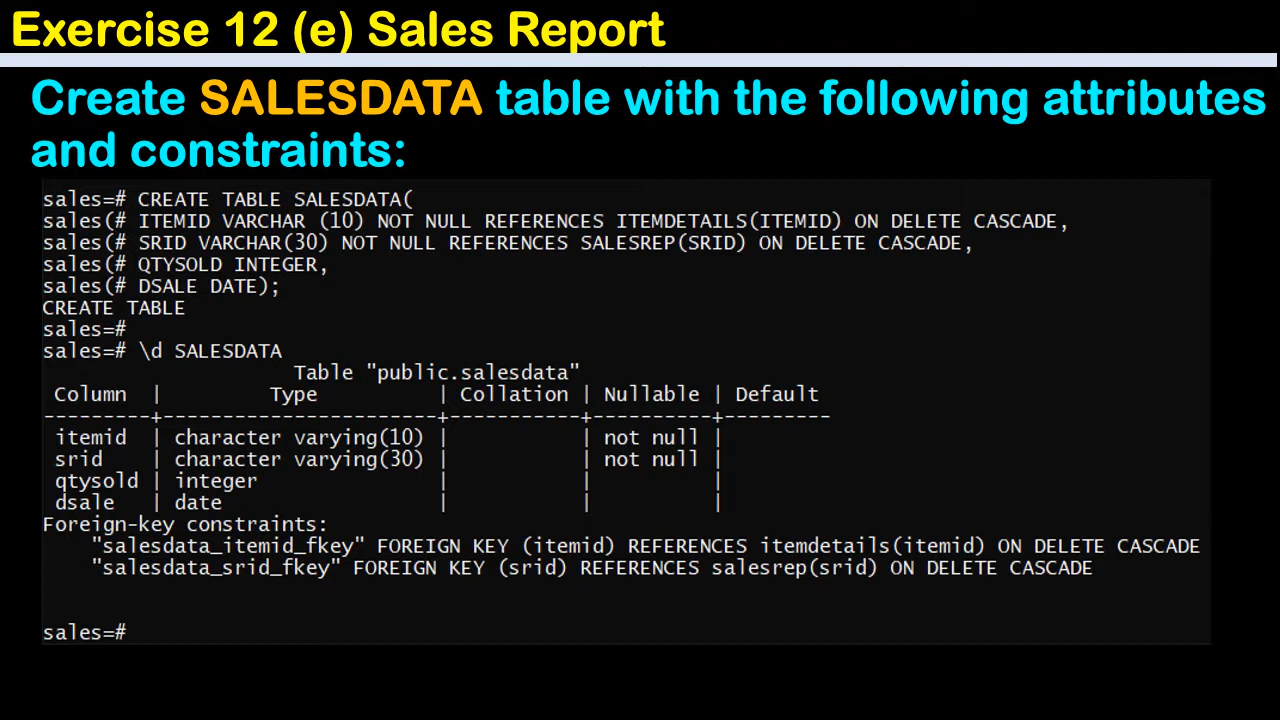 Exercise 12 (e) Sales Report
Create SALESDATA table with the following attributes
and constraints:
sales=# CREATE TABLE SALESDATA(
sales(# ITEMID VARCHAR (10) NOT NULL REFERENCES ITEMDETAILS(ITEMID) ON DELETE CASCADE,
sales(# SRID VARCHAR(30) NOT NULL REFERENCES SALESREP(SRID) ON DELETE CASCADE,
sales(# QTYSOLD INTEGER,
sales(# DSALE DATE);
CREATE TABLE
sales=#
sales=# \d SALESDATA
                     Table "public.salesdata"
 Column  |         Type          | Collation | Nullable | Default
---------+-----------------------+-----------+----------+---------
 itemid  | character varying(10) |           | not null |
 srid    | character varying(30) |           | not null |
 qtysold | integer               |           |          |
 dsale   | date                  |           |          |
Foreign-key constraints:
    "salesdata_itemid_fkey" FOREIGN KEY (itemid) REFERENCES itemdetails(itemid) ON DELETE CASCADE
    "salesdata_srid_fkey" FOREIGN KEY (srid) REFERENCES salesrep(srid) ON DELETE CASCADE
sales=#